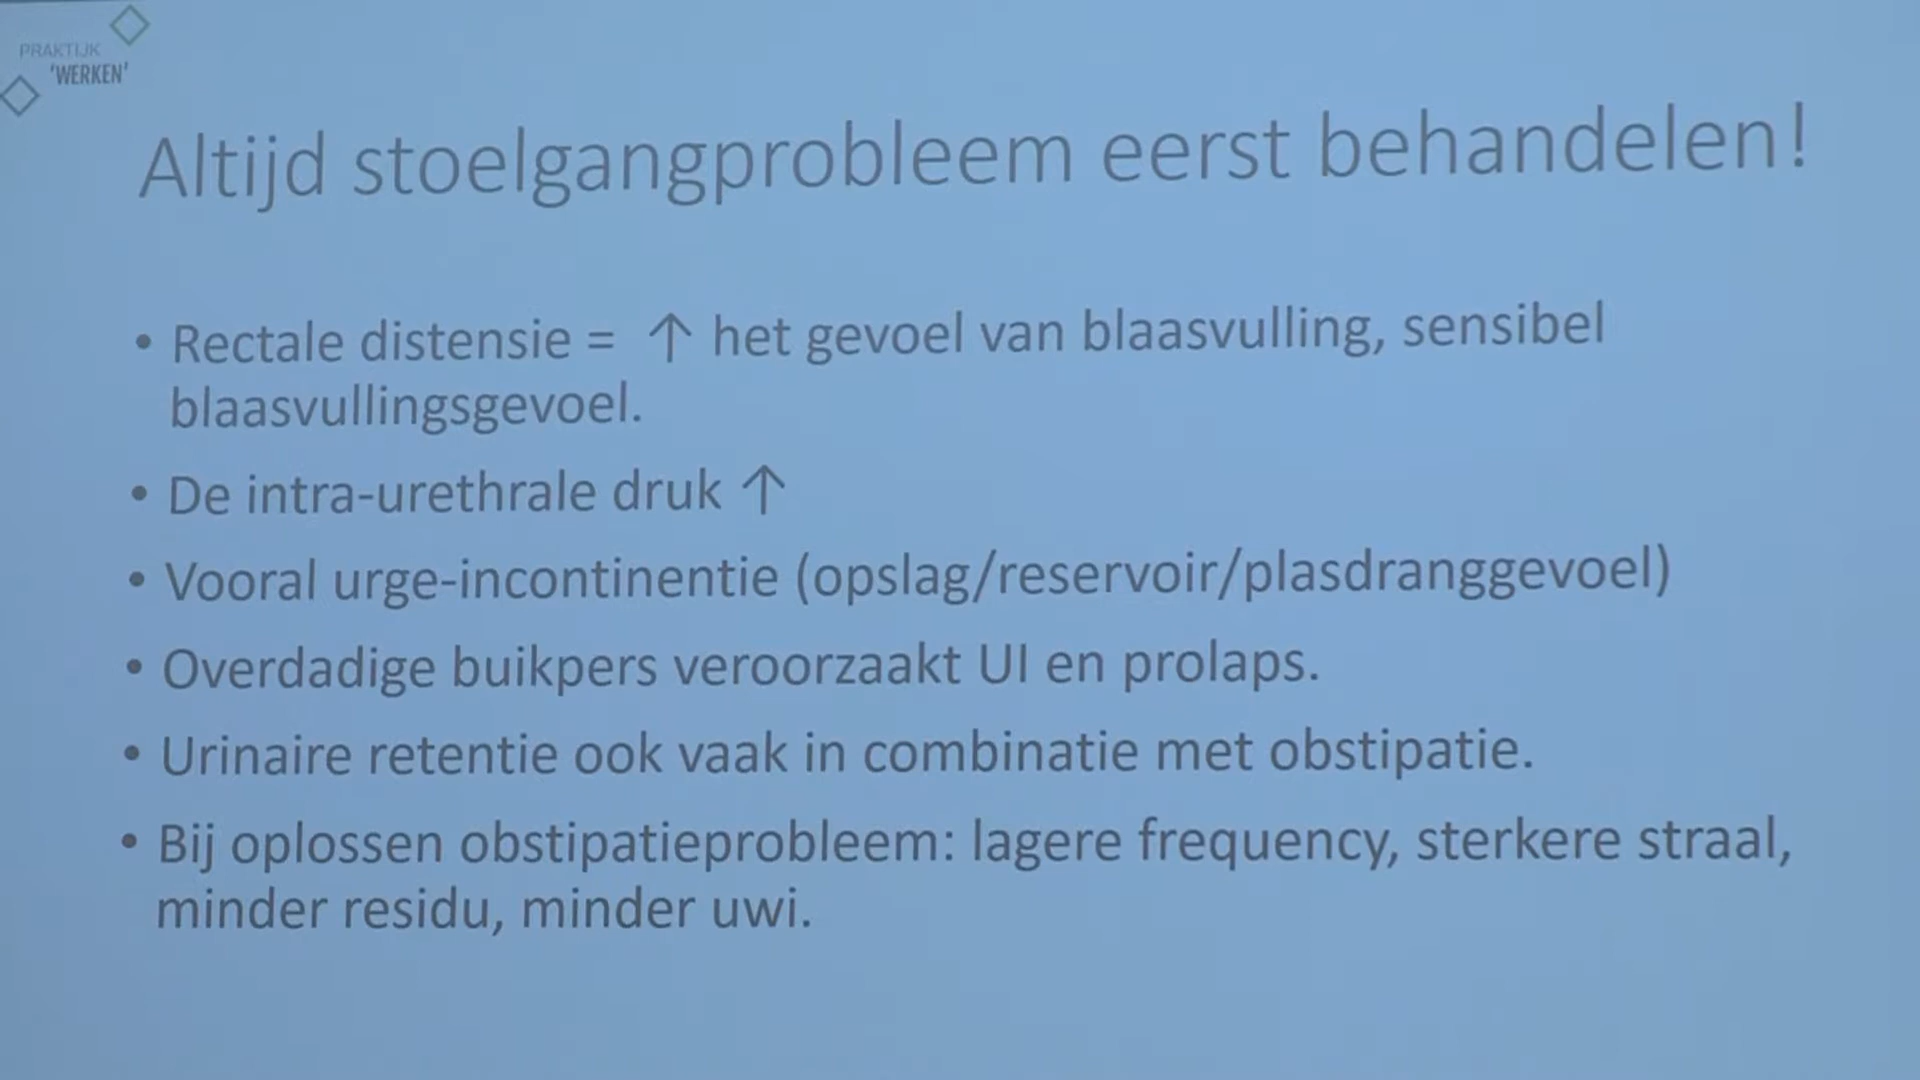 PRAKTIJK
'WERKEN'
Altijd stoelgangprobleem eerst behandelen!
• Rectale distensie = ↑ het gevoel van blaasvulling, sensibel
blaasvullingsgevoel.
• De intra-urethrale druk ↑
• Vooral urge-incontinentie (opslag/reservoir/plasdranggevoel)
• Overdadige buikpers veroorzaakt UI en prolaps.
• Urinaire retentie ook vaak in combinatie met obstipatie.
• Bij oplossen obstipatieprobleem: lagere frequency, sterkere straal,
minder residu, minder uwi.